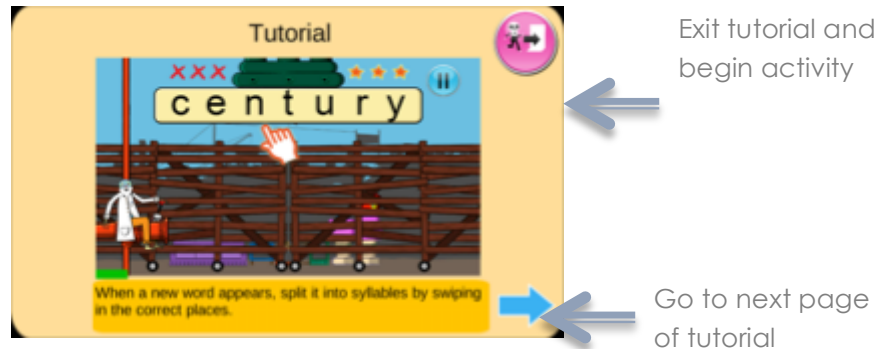 Tutorial
Exit tutorial and
begin activity
century
When a new word appears, split it into syllables by swiping
in the correct places.
Go to next page
of tutorial